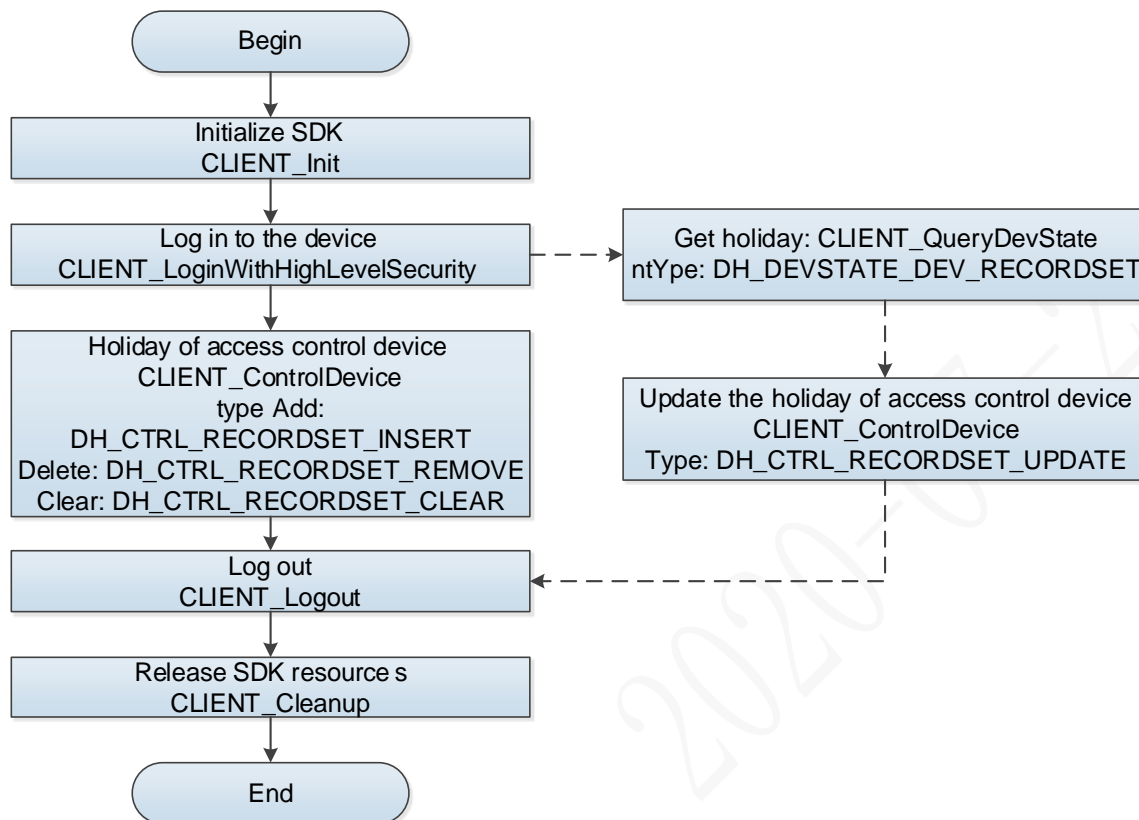 Begin
Initialize SDK
CLIENT_Init
Log in to the device
CLIENT_LoginWithHighLevelSecurity
Get holiday: CLIENT_QueryDevState
ntYpe: DH_DEVSTATE_DEV_RECORDSET
Holiday of access control device
CLIENT_ControlDevice
type Add:
DH_CTRL_RECORDSET_INSERT
Delete: DH_CTRL_RECORDSET_REMOVE
Clear: DH_CTRL_RECORDSET_CLEAR
Update the holiday of access control device
CLIENT_ControlDevice
Type: DH_CTRL_RECORDSET_UPDATE
Log out
CLIENT_Logout
Release SDK resource s
CLIENT_Cleanup
End